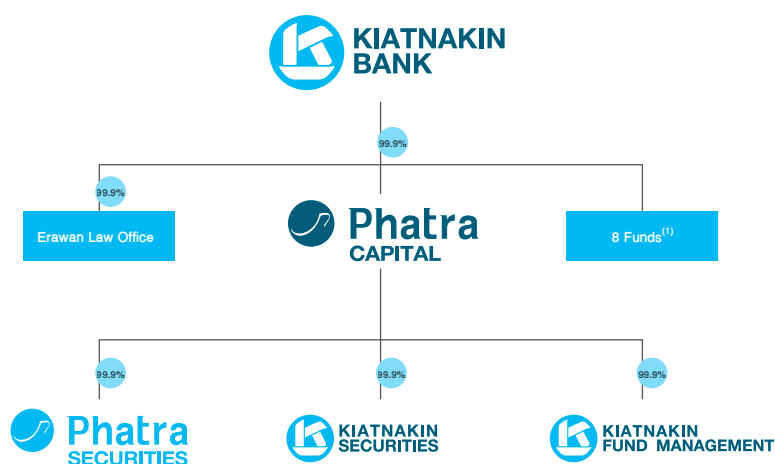 KIATNAKIN
BANK
99.9%
99.9%
Erawan Law Office
Phatra
CAPITAL
8 Funds(1)
99.9%
99.9%
99.9%
Phatra
SECURITIES
KIATNAKIN
SECURITIES
KIATNAKIN
FUND MANAGEMENT